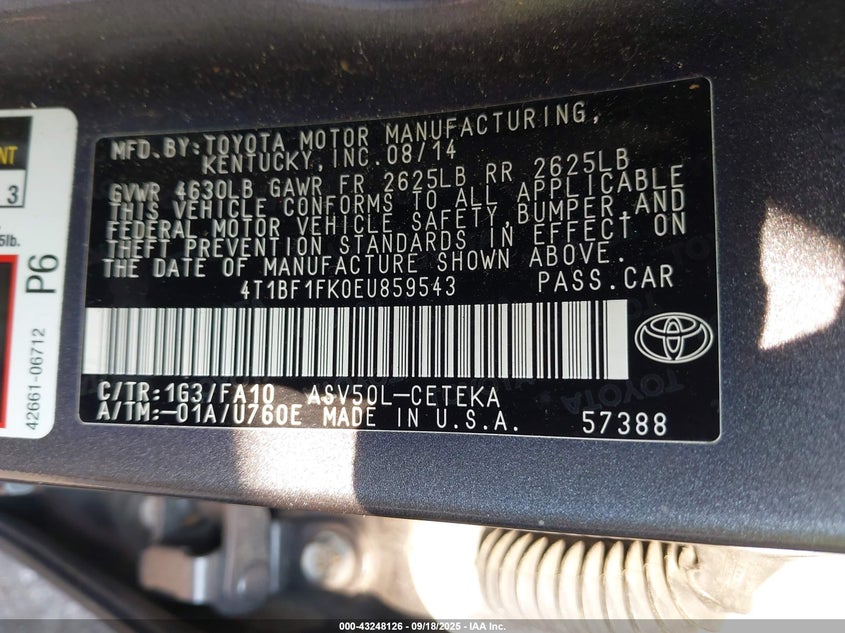 MFD.BY:TOYOTA MOTOR MANUFACTURING,
KENTUCKY,INC.08/14
GVWR 4630LB GAWR FR 2625LB RR 2625LB
THIS VEHICLE CONFORMS TO ALL APPLICABLE
FEDERAL MOTOR VEHICLE SAFETY,BUMPER,AND
THEFT PREVENTION STANDARDS IN EFFECT ON
THE DATE OF MANUFACTURE SHOWN ABOVE.
4T1BF1FK0EU859543 PASS.CAR
C/TR:1G3/FA10 ASV50L-CETEKA
A/TM:-01A/U760E MADE IN U.S.A. 57388
3
5lb.
P6
42661-06712
000-43248126 - 09/18/2025 - IAA Inc.